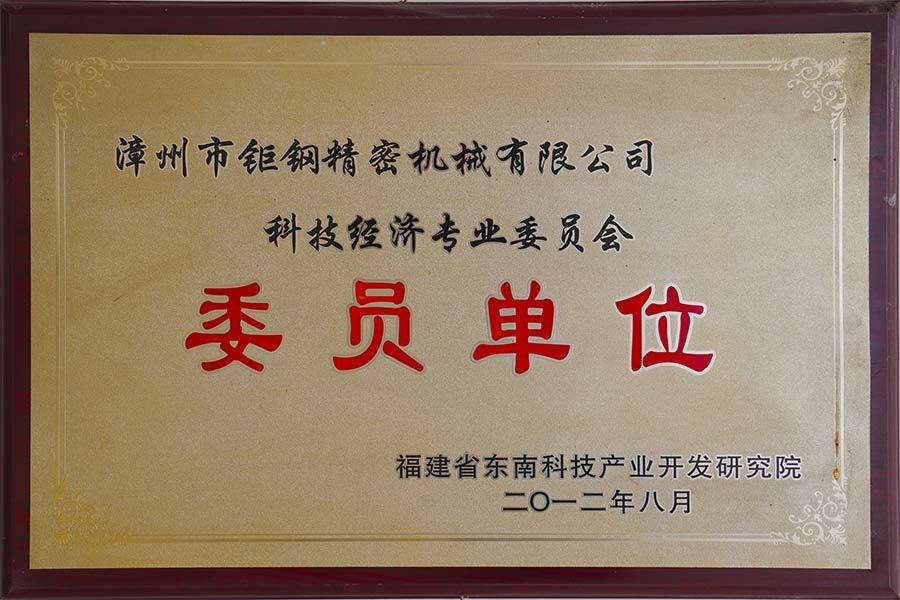 漳州市钜钢精密机械有限公司
科技经济专业委员会
委员单位
福建省东南科技产业开发研究院
二〇一二年八月